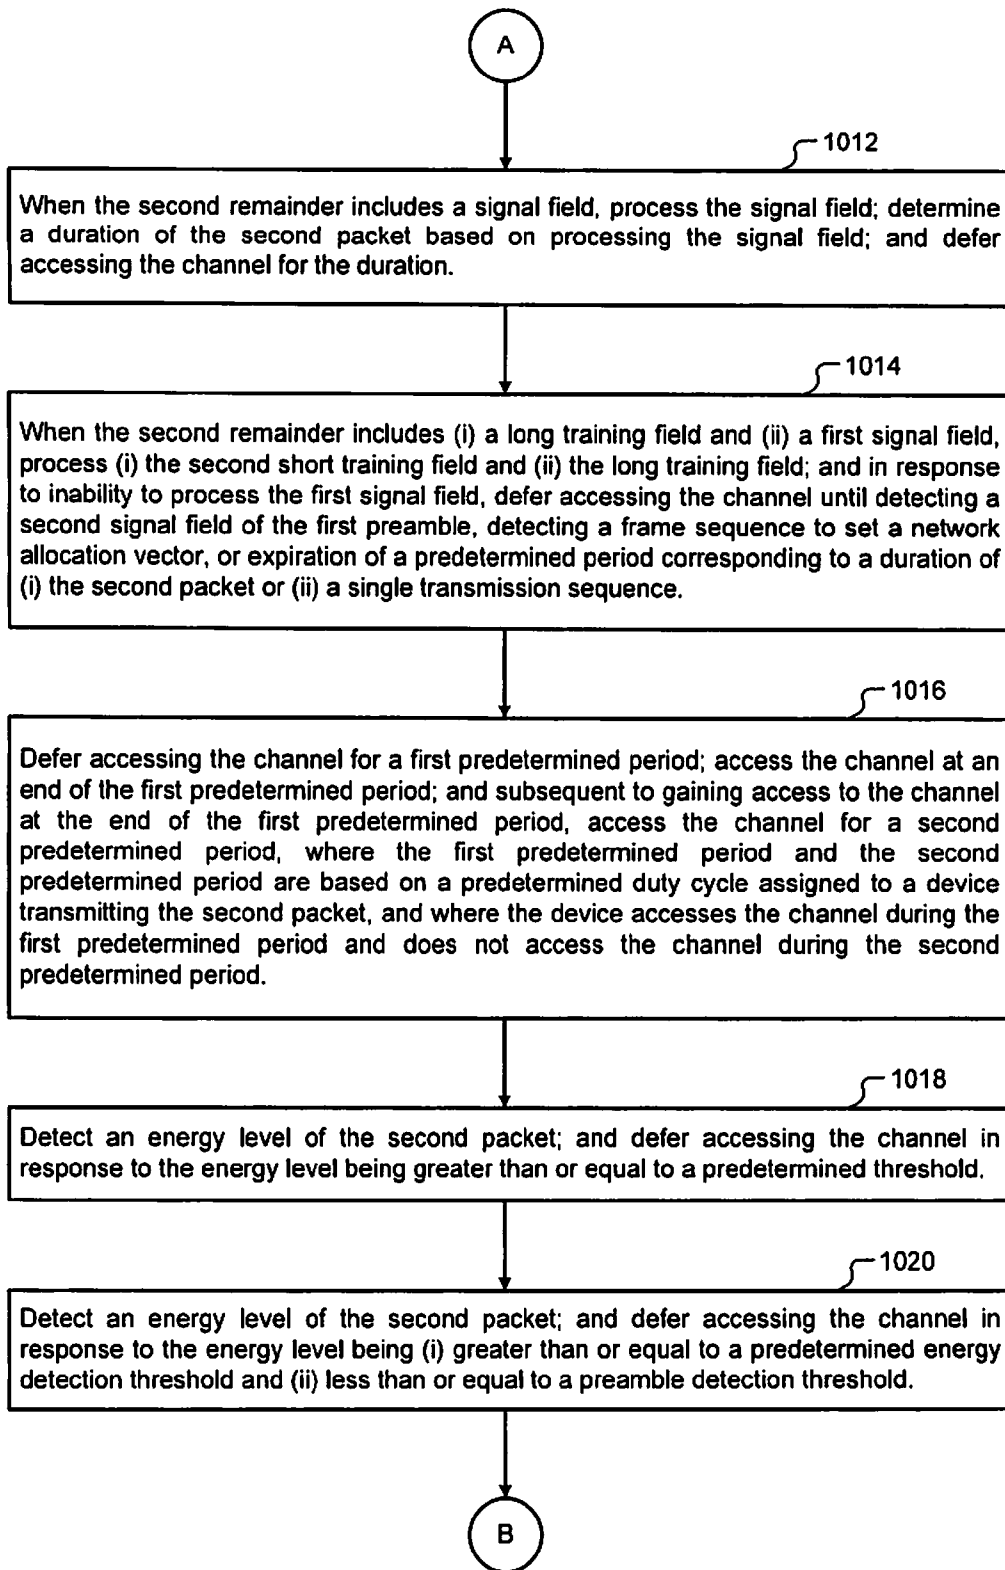 A
1012
When the second remainder includes a signal field, process the signal field; determine
a duration of the second packet based on processing the signal field; and defer
accessing the channel for the duration.
1014
When the second remainder includes (i) a long training field and (ii) a first signal field,
process (i) the second short training field and (ii) the long training field; and in response
to inability to process the first signal field, defer accessing the channel until detecting a
second signal field of the first preamble, detecting a frame sequence to set a network
allocation vector, or expiration of a predetermined period corresponding to a duration of
(i) the second packet or (ii) a single transmission sequence.
1016
Defer accessing the channel for a first predetermined period; access the channel at an
end of the first predetermined period; and subsequent to gaining access to the channel
at the end of the first predetermined period, access the channel for a second
predetermined period, where the first predetermined period and the second
predetermined period are based on a predetermined duty cycle assigned to a device
transmitting the second packet, and where the device accesses the channel during the
first predetermined period and does not access the channel during the second
predetermined period.
1018
Detect an energy level of the second packet; and defer accessing the channel in
response to the energy level being greater than or equal to a predetermined threshold.
1020
Detect an energy level of the second packet; and defer accessing the channel in
response to the energy level being (i) greater than or equal to a predetermined energy
detection threshold and (ii) less than or equal to a preamble detection threshold.
B